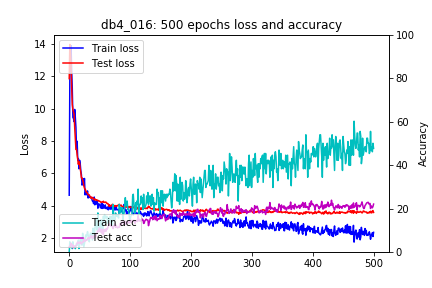 db4_016: 500 epochs loss and accuracy
14
12
10
8
6
4
2
Loss
Train loss
Test loss
Train acc
Test acc
100
80
60
40
20
0
Accuracy
0
100
200
300
400
500